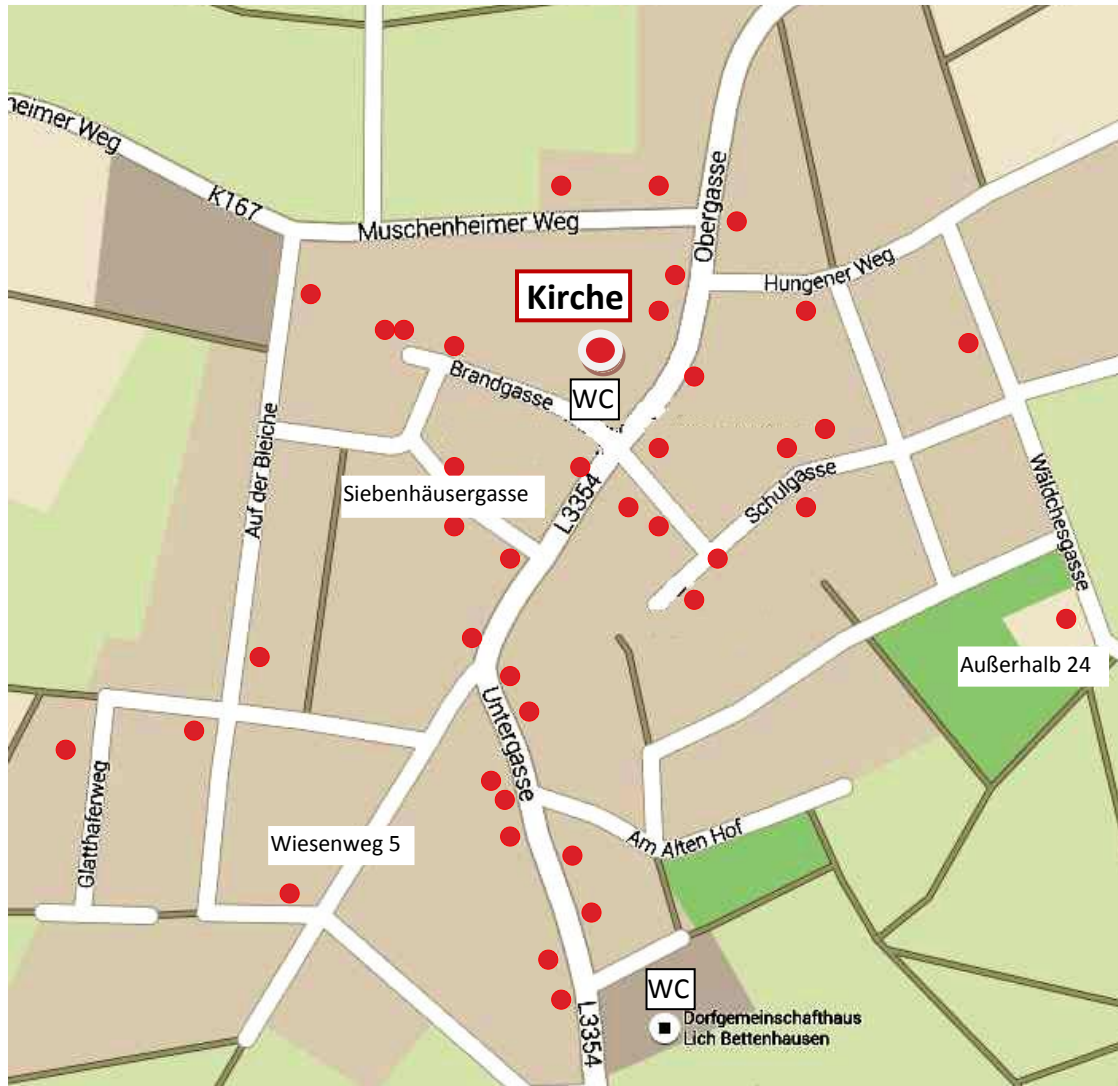 heimer Weg
K167
Muschenheimer Weg
Obergasse
Hungener Weg
Kirche
WC
Brandgasse
Auf der Bleiche
Siebenhäusergasse
L3354
Schulgasse
Wäldchesgasse
Außerhalb 24
Untergasse
Glatthaferweg
Wiesenweg 5
Am Alten Hof
WC
Dorfgemeinschafthaus
Lich Bettenhausen
L3354